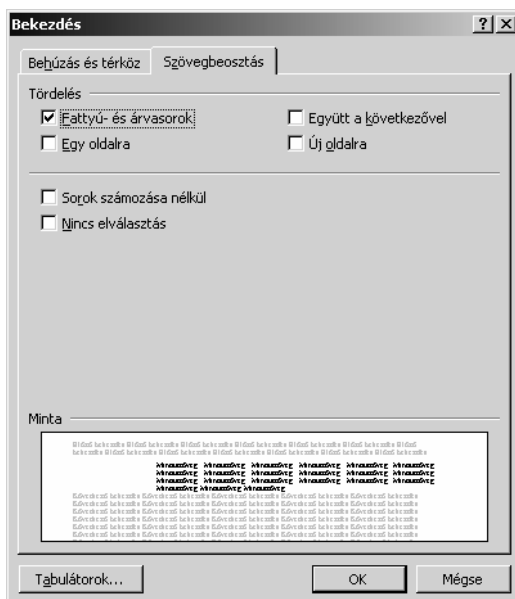 Bekezdés
Behúzás és térköz Szövegbeosztás
Tördelés
Fattyú- és árvasorok Együtt a következővel
Egy oldalra Új oldalra
Sorok számozása nélkül
Nincs elválasztás
Minta
Tabulátorok... OK Mégse